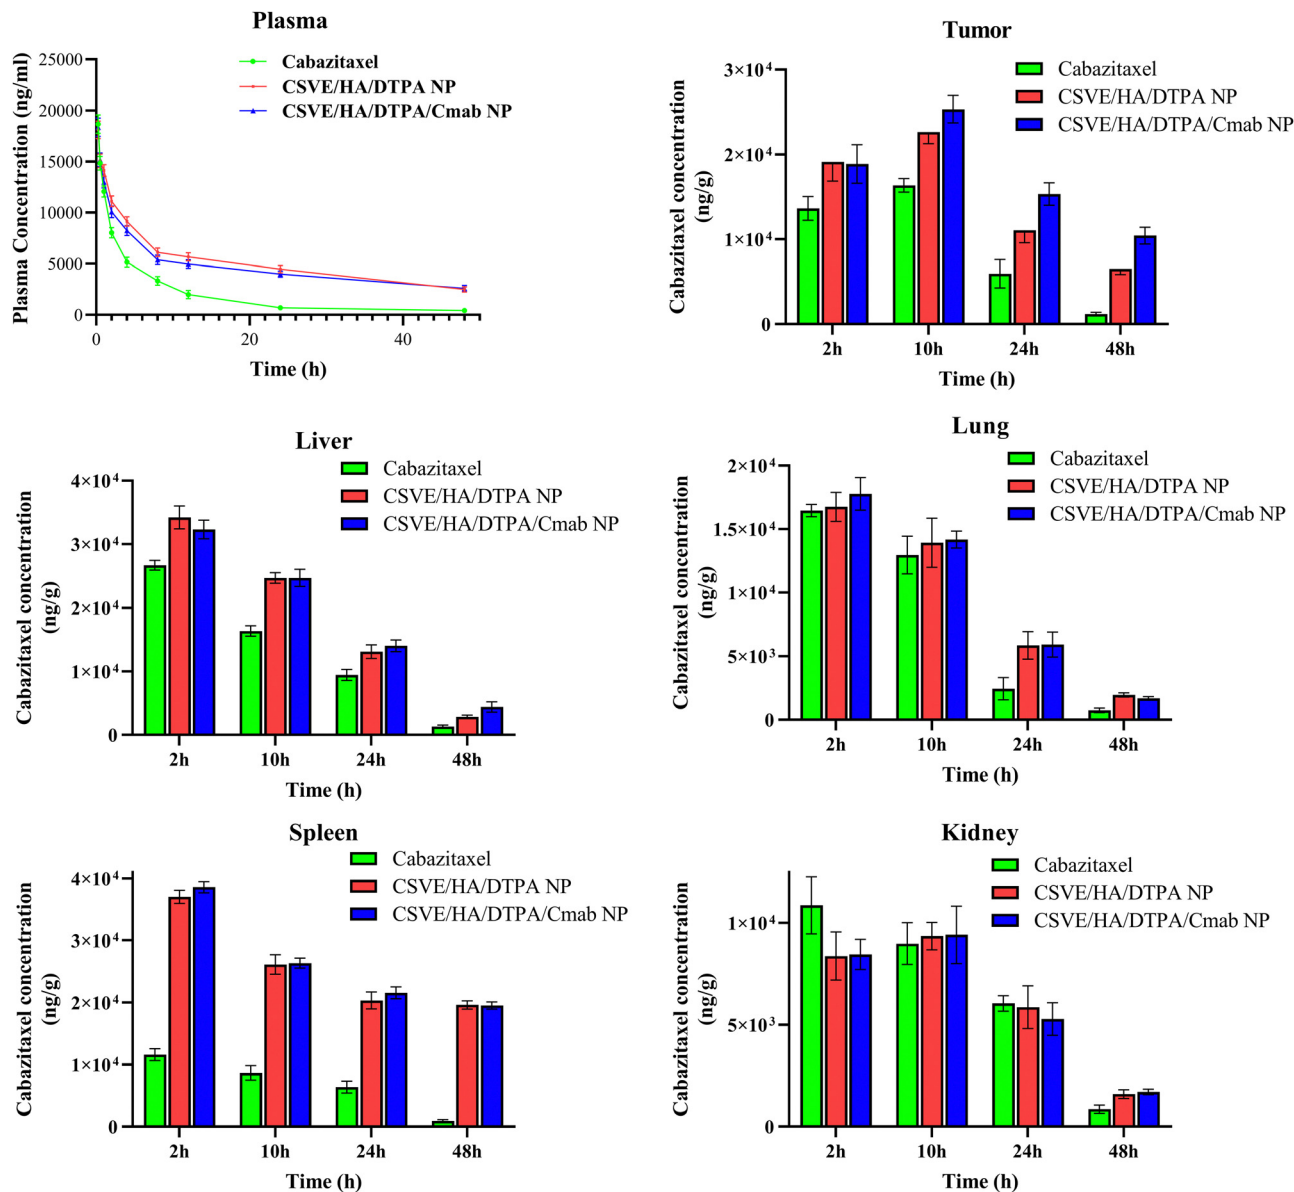 Plasma
Cabazitaxel
CSVE/HA/DTPA NP
CSVE/HA/DTPA/Cmab NP
Plasma Concentration (ng/ml)
25000
20000
15000
10000
5000
0
0
20
40
Time (h)
Tumor
Cabazitaxel
CSVE/HA/DTPA NP
CSVE/HA/DTPA/Cmab NP
Cabazitaxel concentration
(ng/g)
3×10⁴
2×10⁴
1×10⁴
0
2h
10h
24h
48h
Time (h)
Liver
Cabazitaxel
CSVE/HA/DTPA NP
CSVE/HA/DTPA/Cmab NP
Cabazitaxel concentration
(ng/g)
4×10⁴
3×10⁴
2×10⁴
1×10⁴
0
2h
10h
24h
48h
Time (h)
Lung
Cabazitaxel
CSVE/HA/DTPA NP
CSVE/HA/DTPA/Cmab NP
Cabazitaxel concentration
(ng/g)
2×10⁴
1.5×10⁴
1×10⁴
5×10³
0
2h
10h
24h
48h
Time (h)
Spleen
Cabazitaxel
CSVE/HA/DTPA NP
CSVE/HA/DTPA/Cmab NP
Cabazitaxel concentration
(ng/g)
4×10⁴
3×10⁴
2×10⁴
1×10⁴
0
2h
10h
24h
48h
Time (h)
Kidney
Cabazitaxel
CSVE/HA/DTPA NP
CSVE/HA/DTPA/Cmab NP
Cabazitaxel concentration
(ng/g)
1×10⁴
5×10³
0
2h
10h
24h
48h
Time (h)